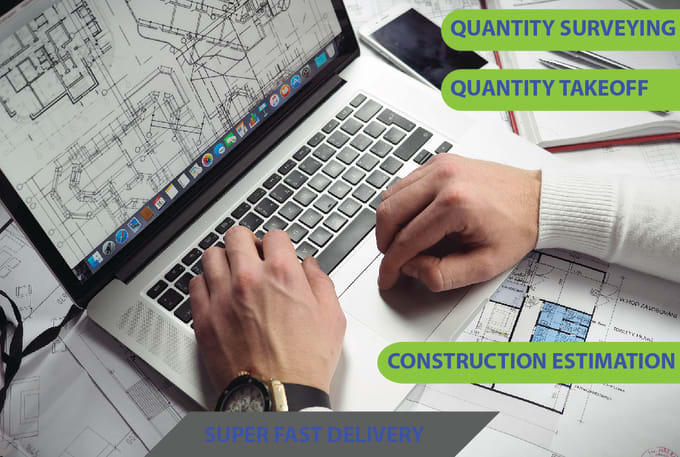 QUANTITY SURVEYING
QUANTITY TAKEOFF
CONSTRUCTION ESTIMATION
SUPER FAST DELIVERY